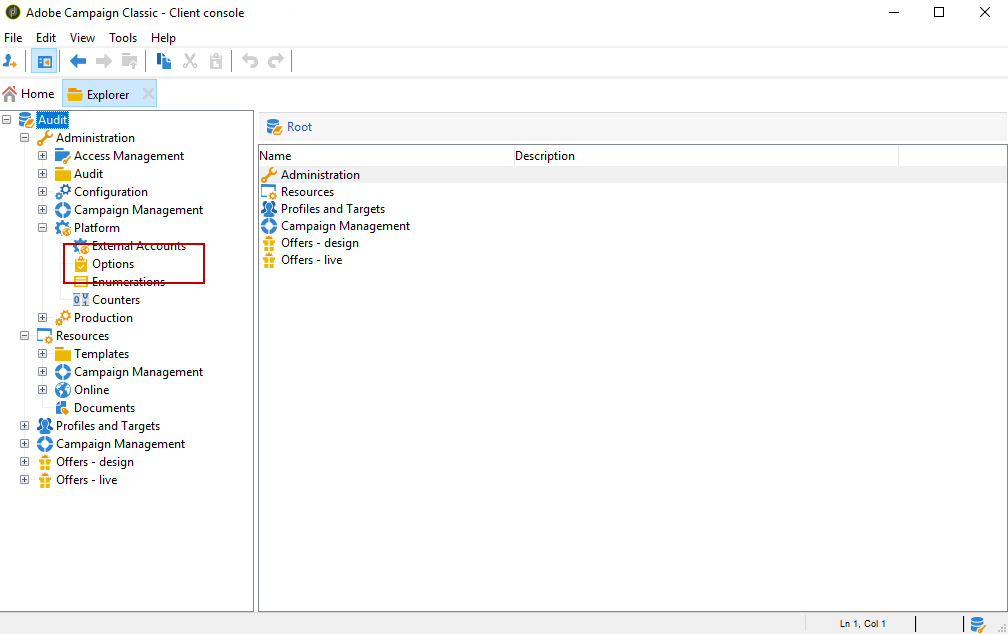 Adobe Campaign Classic - Client console
File Edit View Tools Help
Home Explorer
Audit
Administration
Access Management
Audit
Configuration
Campaign Management
Platform
External Accounts
Options
Enumerations
Counters
Production
Resources
Templates
Campaign Management
Online
Documents
Profiles and Targets
Campaign Management
Offers - design
Offers - live
Root
Name Description
Administration
Resources
Profiles and Targets
Campaign Management
Offers - design
Offers - live
Ln 1, Col 1